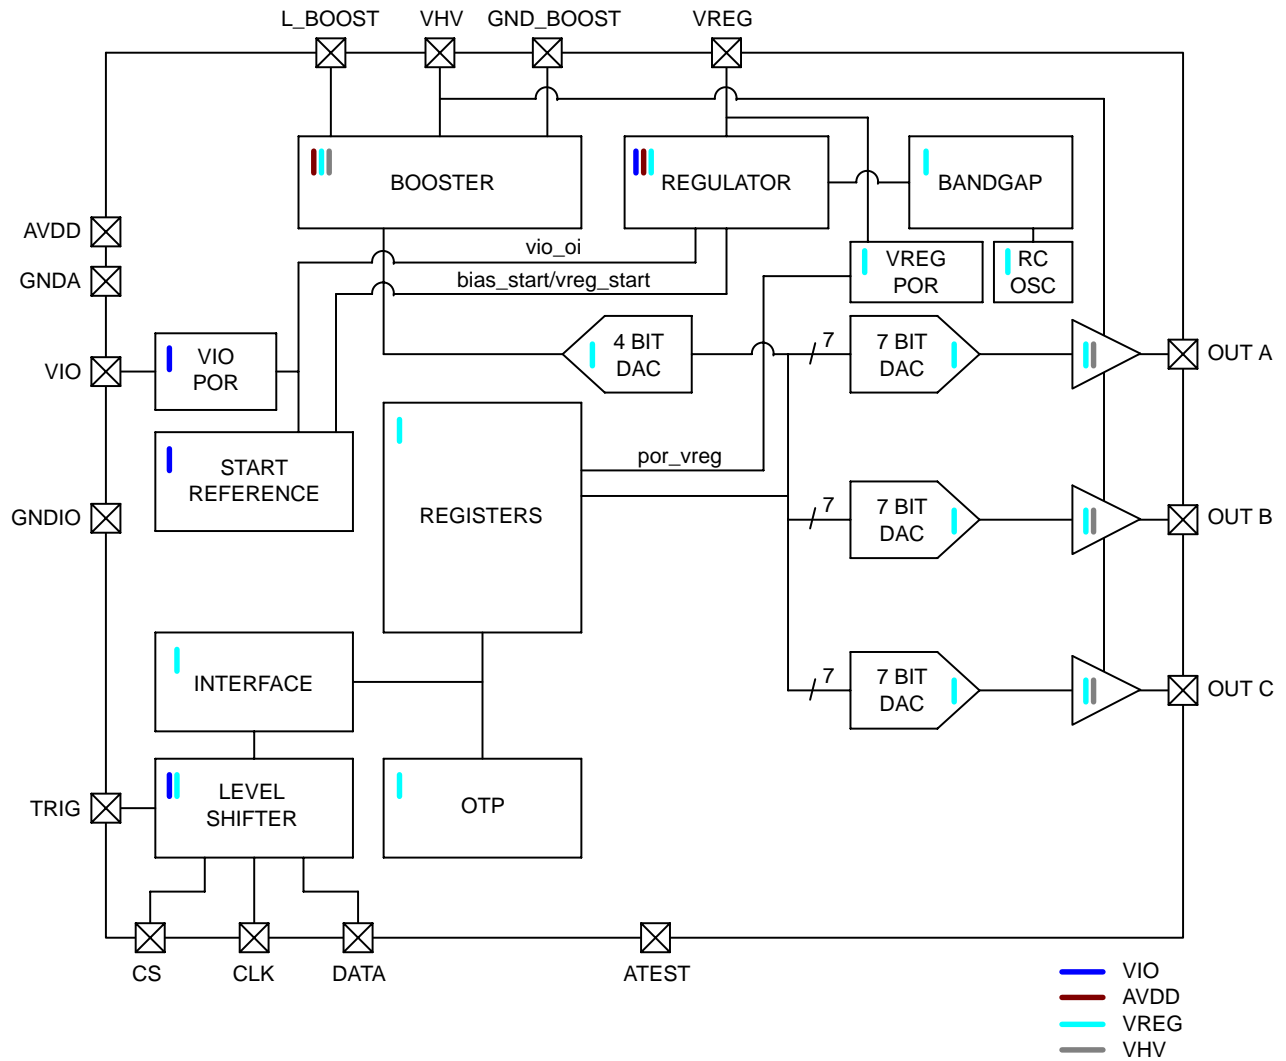 L_BOOST
VHV
GND_BOOST
VREG
BOOSTER
REGULATOR
BANDGAP
AVDD
vio_oi
VREG
POR
RC
OSC
GNDA
bias_start/vreg_start
VIO
VIO
POR
4 BIT
DAC
7
7 BIT
DAC
OUT A
START
REFERENCE
por_vreg
REGISTERS
GNDIO
7
7 BIT
DAC
OUT B
INTERFACE
7
7 BIT
DAC
OUT C
TRIG
LEVEL
SHIFTER
OTP
CS
CLK
DATA
ATEST
VIO
AVDD
VREG
VHV